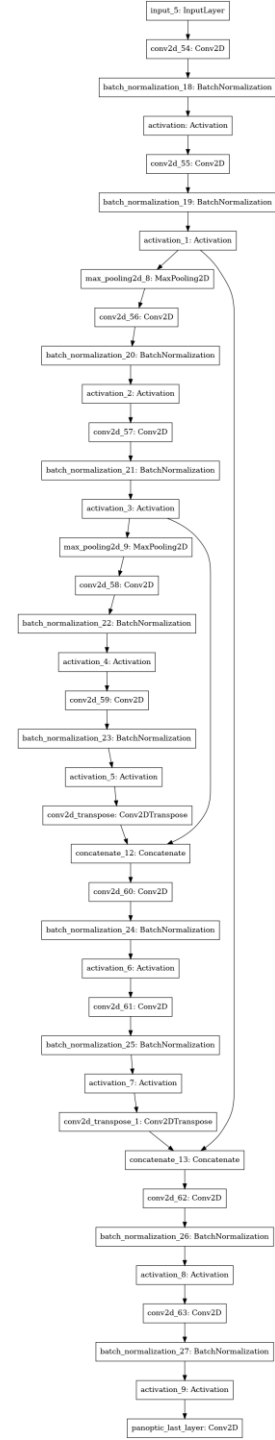 input_5: InputLayer
conv2d_54: Conv2D
batch_normalization_18: BatchNormalization
activation: Activation
conv2d_55: Conv2D
batch_normalization_19: BatchNormalization
activation_1: Activation
max_pooling2d_8: MaxPooling2D
conv2d_56: Conv2D
batch_normalization_20: BatchNormalization
activation_2: Activation
conv2d_57: Conv2D
batch_normalization_21: BatchNormalization
activation_3: Activation
max_pooling2d_9: MaxPooling2D
conv2d_58: Conv2D
batch_normalization_22: BatchNormalization
activation_4: Activation
conv2d_59: Conv2D
batch_normalization_23: BatchNormalization
activation_5: Activation
conv2d_transpose: Conv2DTranspose
concatenate_12: Concatenate
conv2d_60: Conv2D
batch_normalization_24: BatchNormalization
activation_6: Activation
conv2d_61: Conv2D
batch_normalization_25: BatchNormalization
activation_7: Activation
conv2d_transpose_1: Conv2DTranspose
concatenate_13: Concatenate
conv2d_62: Conv2D
batch_normalization_26: BatchNormalization
activation_8: Activation
conv2d_63: Conv2D
batch_normalization_27: BatchNormalization
activation_9: Activation
panoptic_last_layer: Conv2D